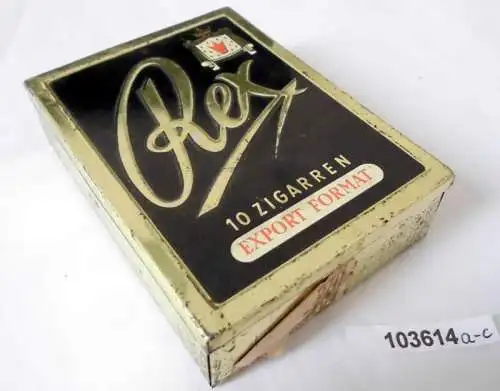 Rex
10 ZIGARREN
EXPORT FORMAT
103614a-c